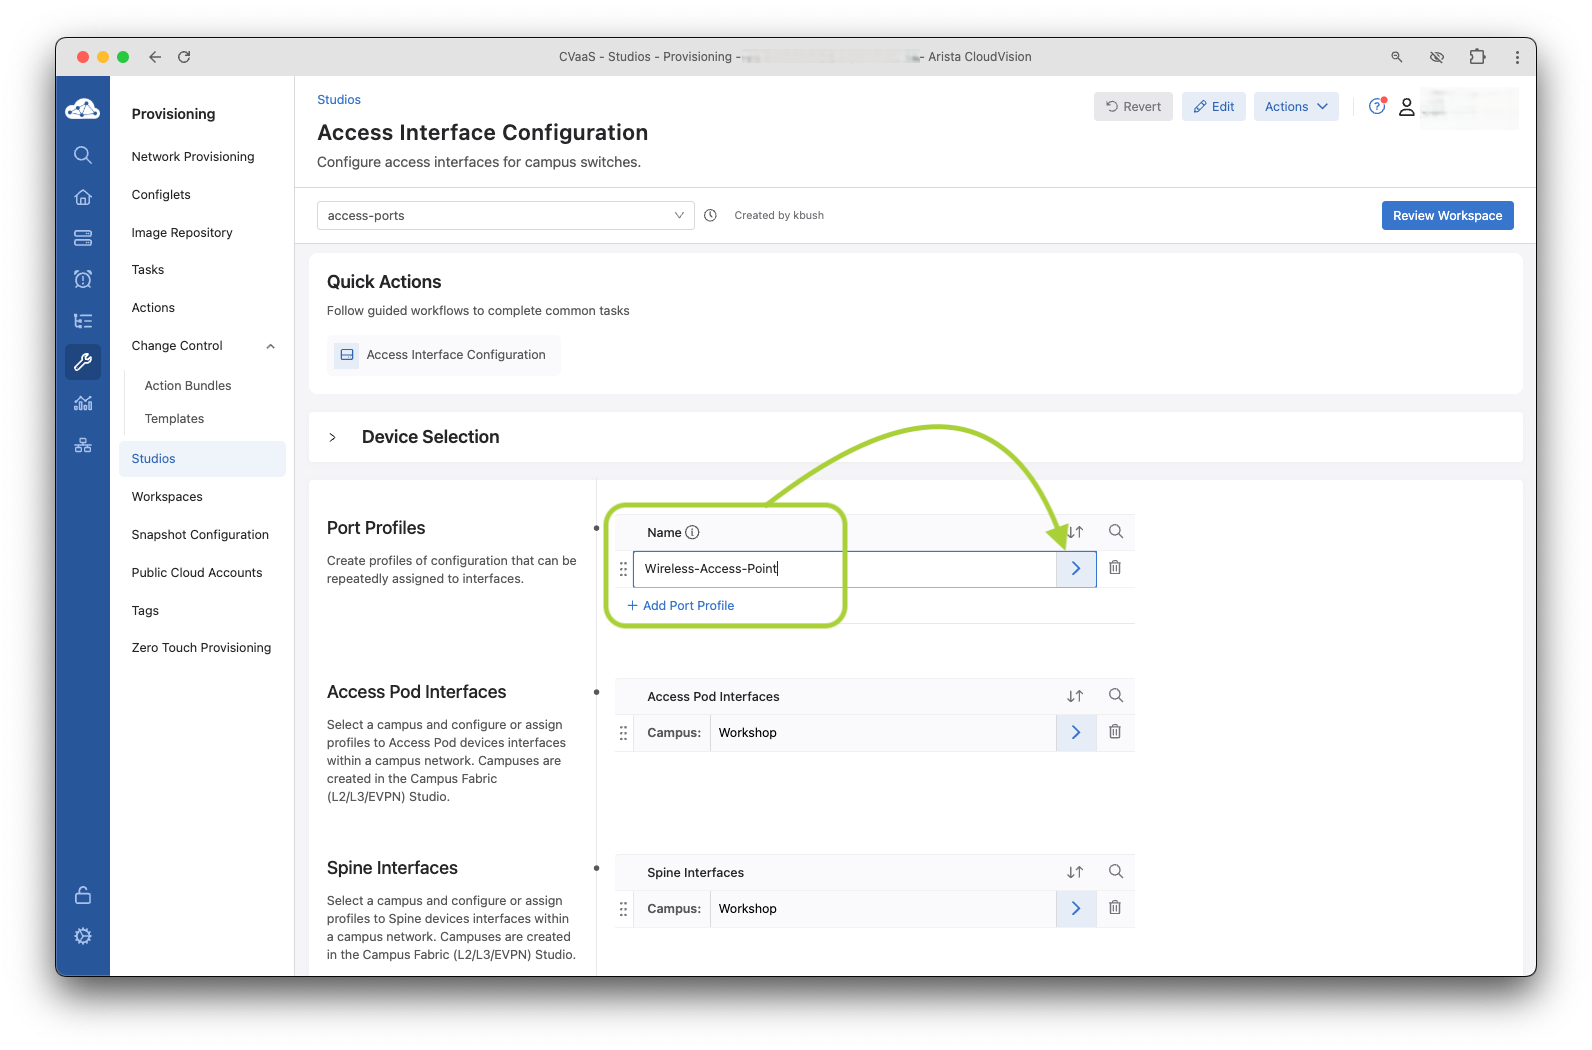 CVaaS - Studios - Provisioning -
- Arista CloudVision
Provisioning
Network Provisioning
Configlets
Image Repository
Tasks
Actions
Change Control
Action Bundles
Templates
Studios
Workspaces
Snapshot Configuration
Public Cloud Accounts
Tags
Zero Touch Provisioning
Studios
Access Interface Configuration
Configure access interfaces for campus switches.
Revert
Edit
Actions
access-ports
Created by kbush
Review Workspace
Quick Actions
Follow guided workflows to complete common tasks
Access Interface Configuration
Device Selection
Port Profiles
Create profiles of configuration that can be
repeatedly assigned to interfaces.
Name
Wireless-Access-Point
+ Add Port Profile
Access Pod Interfaces
Select a campus and configure or assign
profiles to Access Pod devices interfaces
within a campus network. Campuses are
created in the Campus Fabric
(L2/L3/EVPN) Studio.
Access Pod Interfaces
Campus: Workshop
Spine Interfaces
Select a campus and configure or assign
profiles to Spine devices interfaces within
a campus network. Campuses are created
in the Campus Fabric (L2/L3/EVPN) Studio.
Spine Interfaces
Campus: Workshop